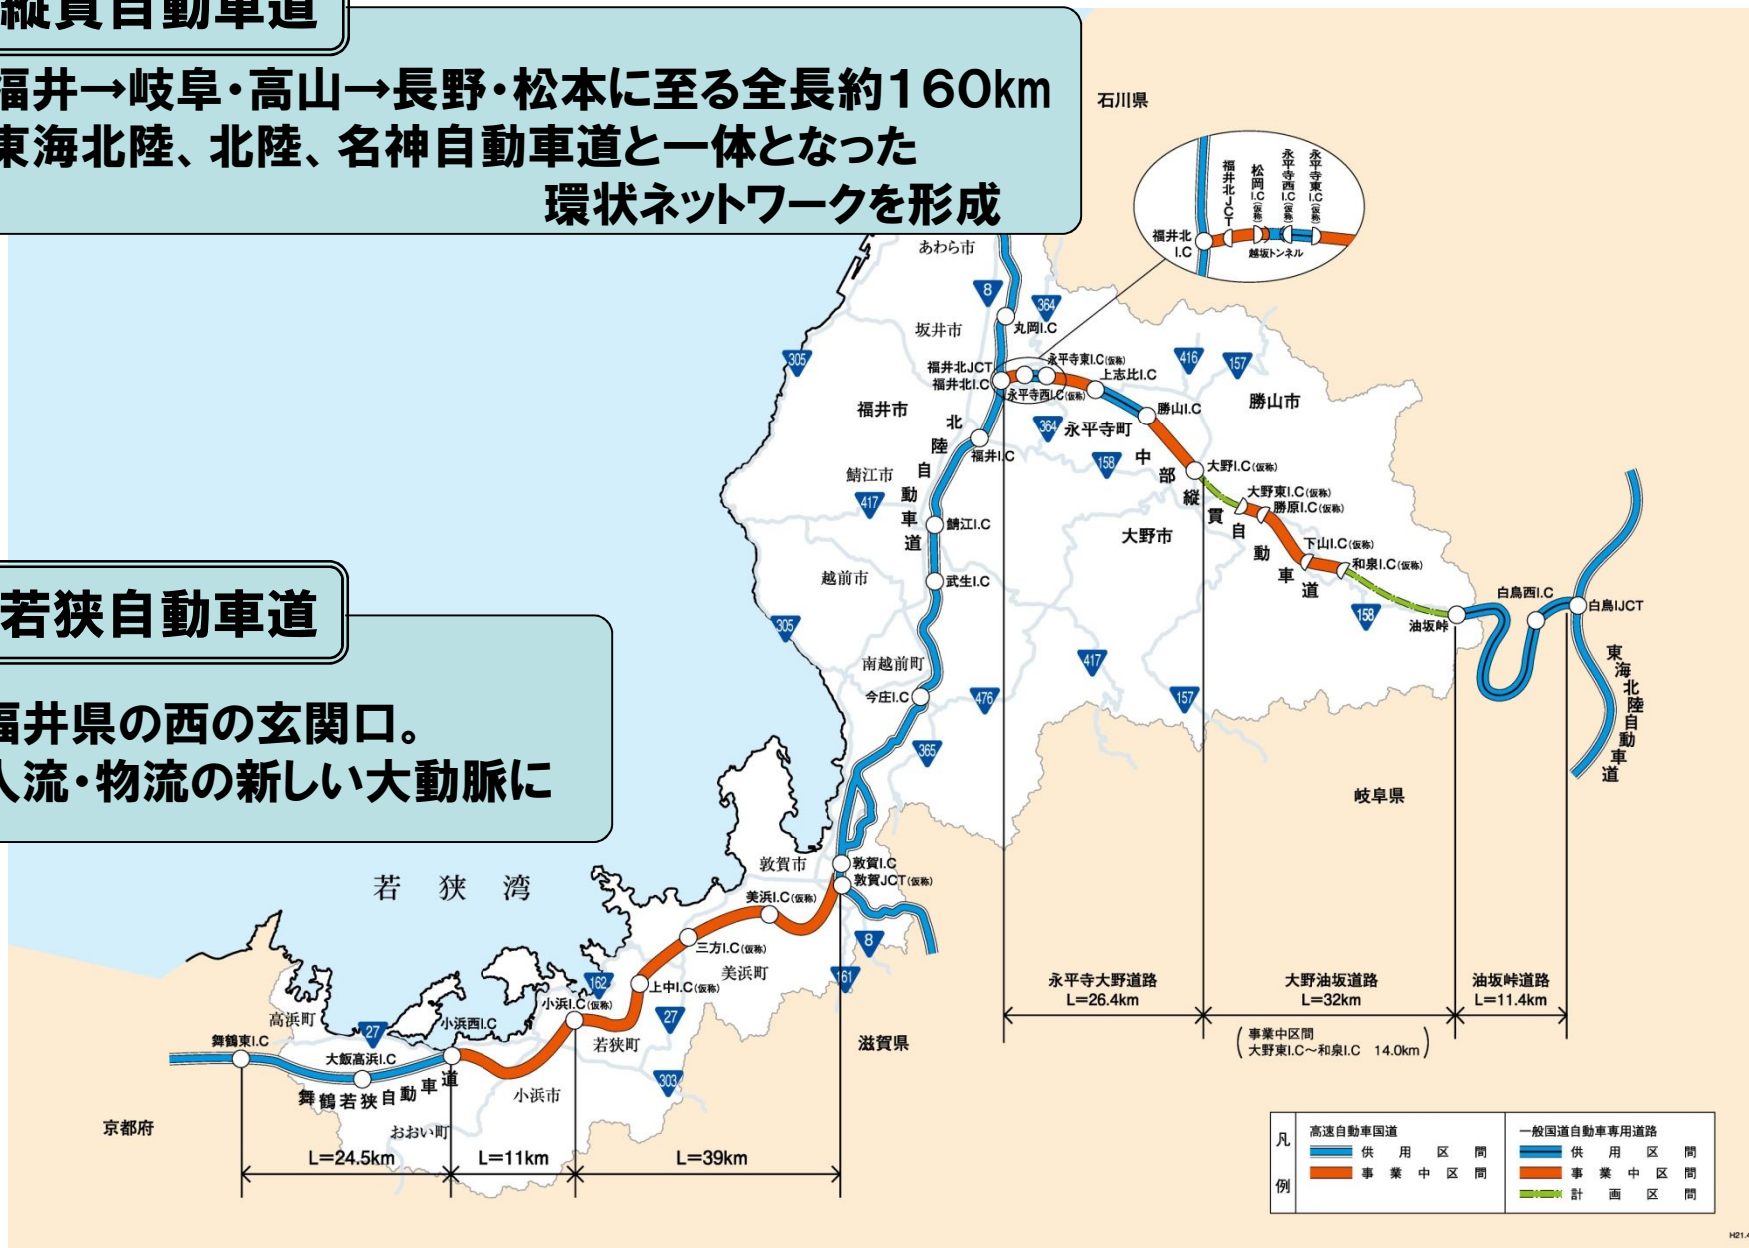 縦貫自動車道
福井→岐阜・高山→長野・松本に至る全長約160km
東海北陸、北陸、名神自動車道と一体となった
環状ネットワークを形成
石川県
福井北JCT
松岡I.C(仮称)
永平寺西I.C(仮称)
永平寺東I.C(仮称)
福井北
I.C
越坂トンネル
あわら市
8
364
丸岡I.C
坂井市
305
416
157
福井北JCT
福井北I.C
永平寺東I.C(仮称)
上志比I.C
永平寺西I.C(仮称)
勝山I.C
勝山市
福井市
364
永平寺町
福井I.C
北陸自動車道
158
中部縦貫自動車道
大野I.C(仮称)
大野東I.C(仮称)
勝原I.C(仮称)
鯖江市
417
鯖江I.C
大野市
下山I.C(仮称)
和泉I.C(仮称)
越前市
武生I.C
158
油坂峠
白鳥西I.C
白鳥JCT
東海北陸自動車道
若狭自動車道
福井県の西の玄関口。
人流・物流の新しい大動脈に
305
南越前町
今庄I.C
476
417
157
365
岐阜県
若狭湾
敦賀市
敦賀I.C
敦賀JCT(仮称)
美浜I.C(仮称)
8
三方I.C(仮称)
美浜町
161
162
上中I.C(仮称)
小浜I.C(仮称)
27
若狭町
303
滋賀県
高浜町
27
小浜西I.C
舞鶴東I.C
大飯高浜I.C
舞鶴若狭自動車道
小浜市
おおい町
京都府
L=24.5km
L=11km
L=39km
永平寺大野道路
L=26.4km
大野油坂道路
L=32km
油坂峠道路
L=11.4km
(事業中区間
大野東I.C~和泉I.C 14.0km)
凡例
高速自動車国道
供用区間
事業中区間
一般国道自動車専用道路
供用区間
事業中区間
計画区間